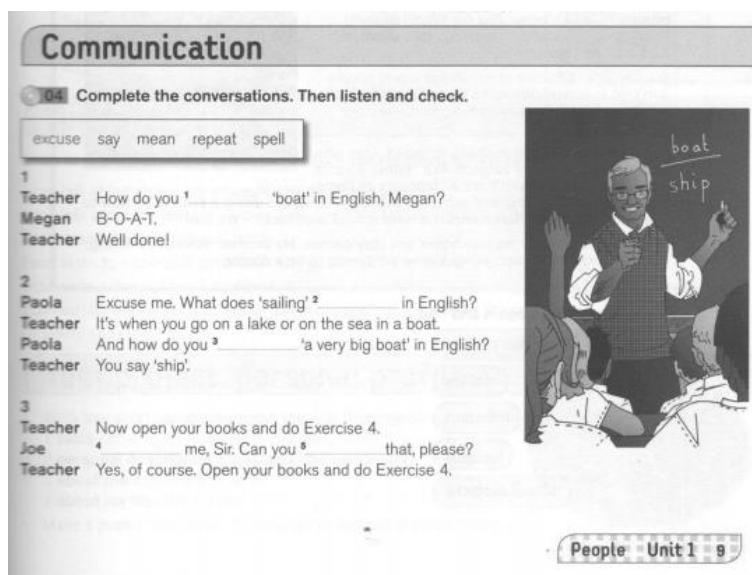 Communication
04 Complete the conversations. Then listen and check.
excuse say mean repeat spell
1
Teacher How do you 1__________ 'boat' in English, Megan?
Megan B-O-A-T.
Teacher Well done!
2
Paola Excuse me. What does 'sailing' 2__________ in English?
Teacher It's when you go on a lake or on the sea in a boat.
Paola And how do you 3__________ 'a very big boat' in English?
Teacher You say 'ship'.
3
Teacher Now open your books and do Exercise 4.
Joe 4__________ me, Sir. Can you 5__________ that, please?
Teacher Yes, of course. Open your books and do Exercise 4.
boat
ship
People Unit 1 9